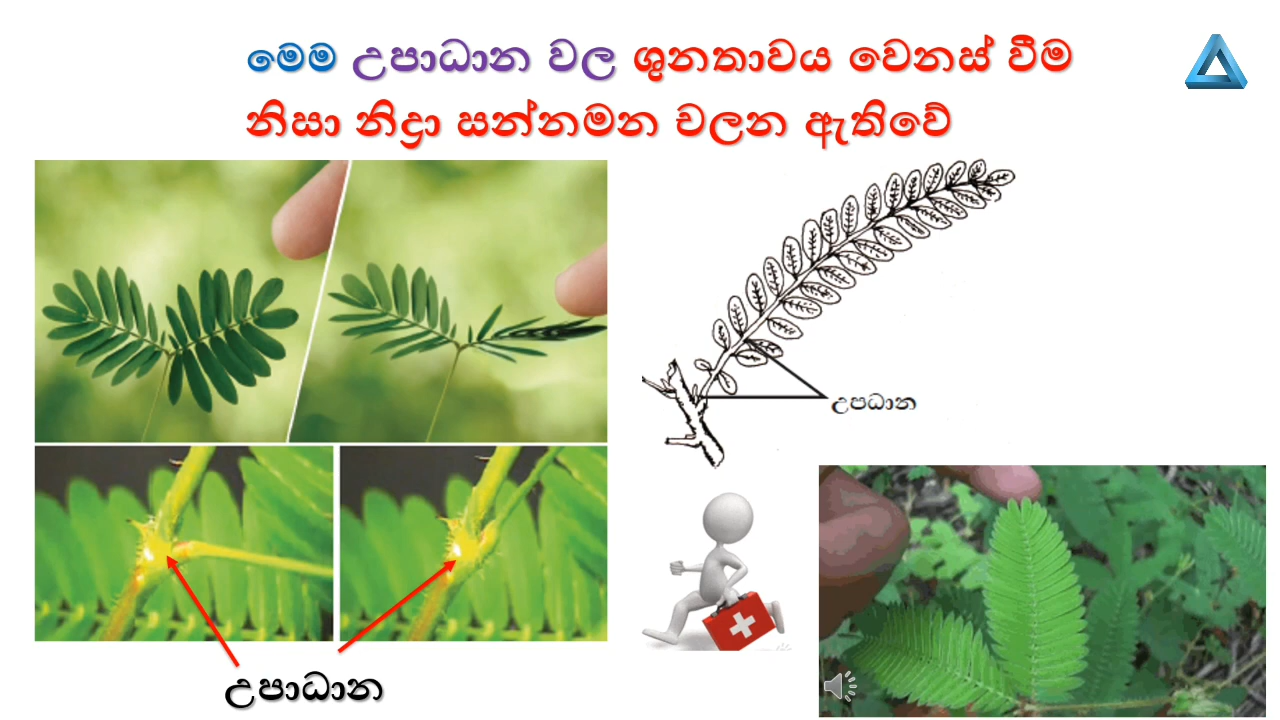 මෙම උපාධාන වල ශුනතාවය වෙනස් වීම
නිසා නිද්‍රා සන්නමන චලන ඇතිවේ
උපධාන
උපාධාන